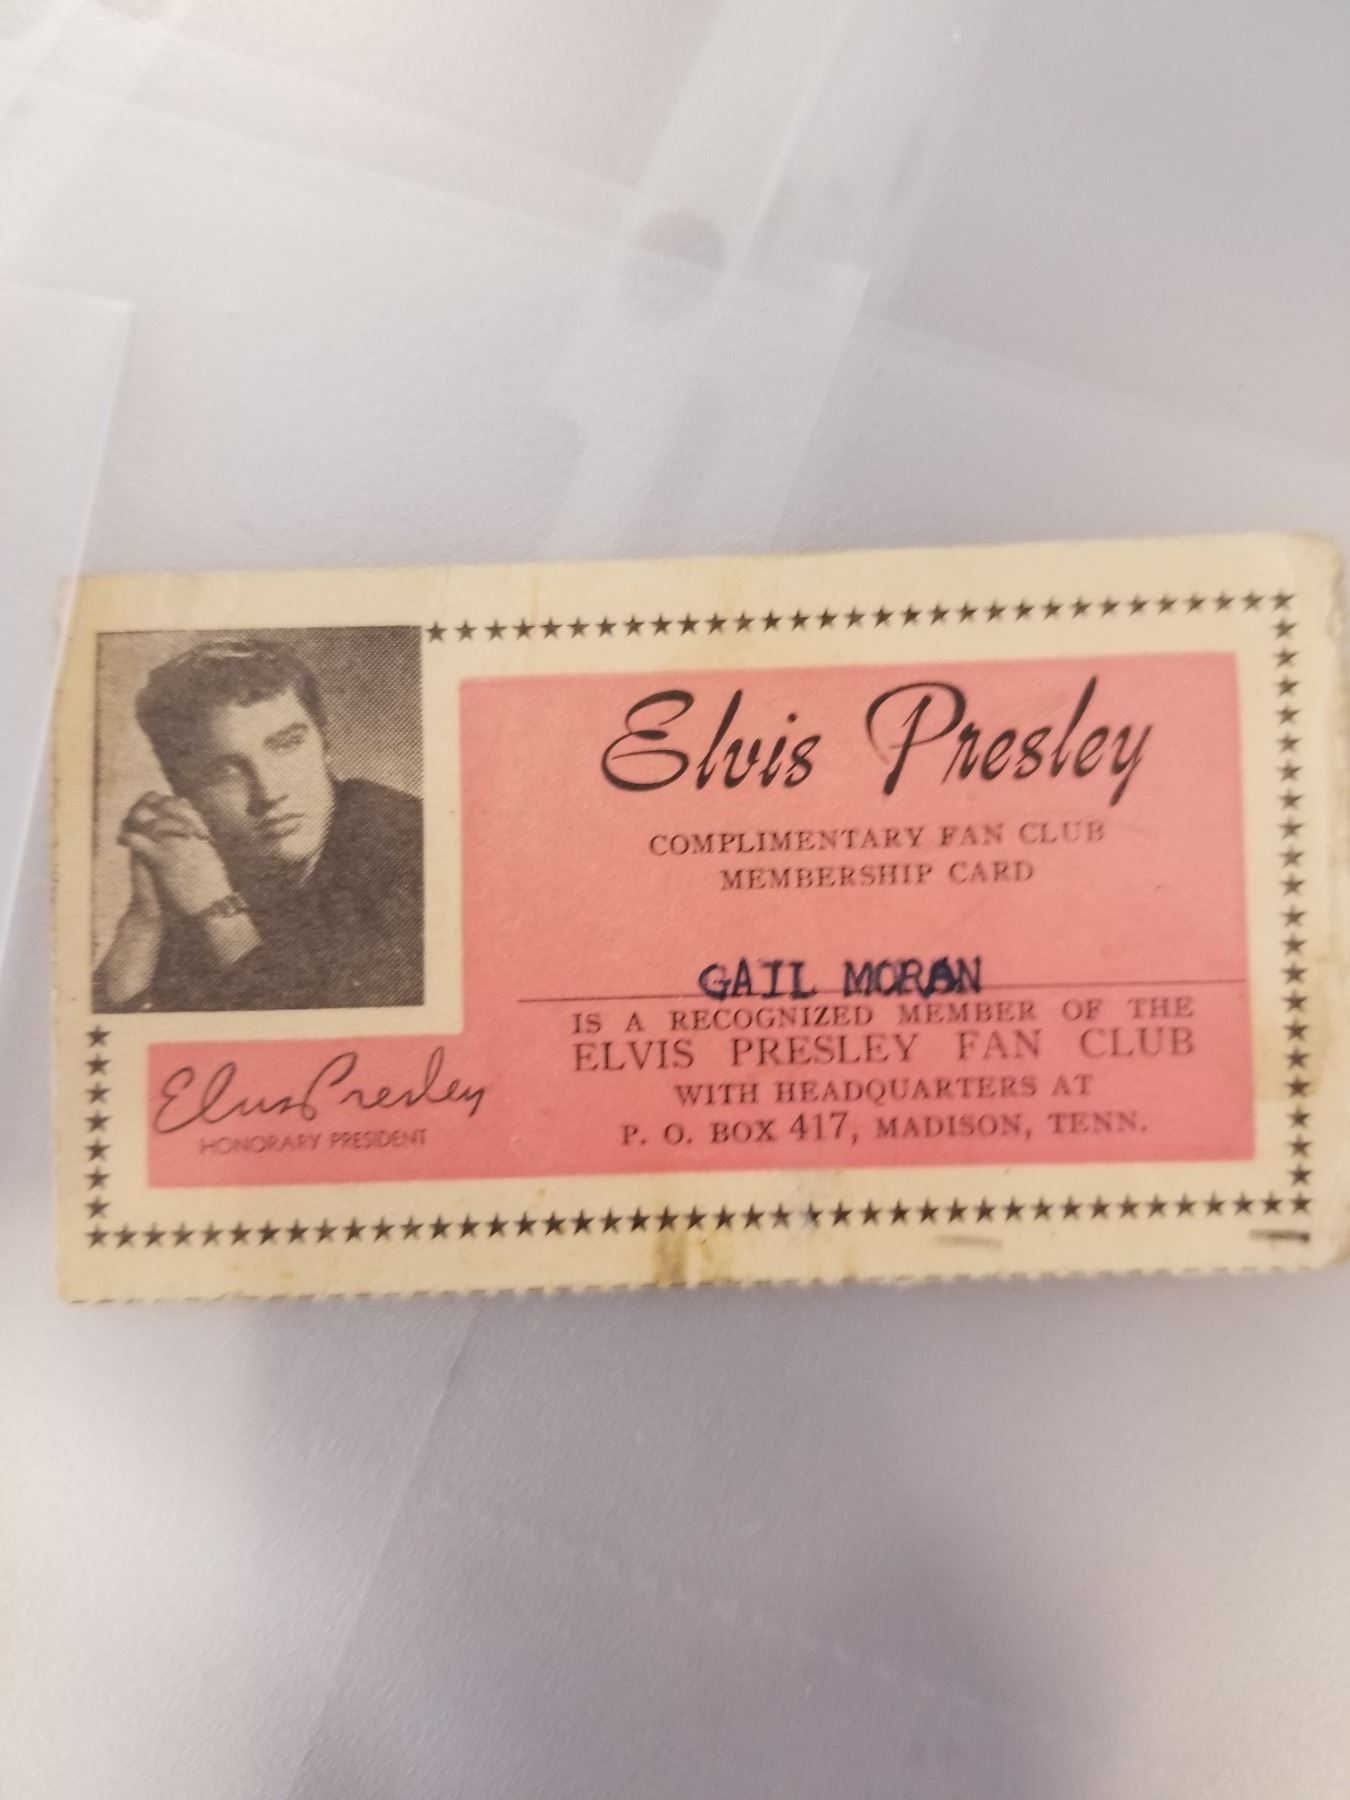 Elvis Presley
COMPLIMENTARY FAN CLUB
MEMBERSHIP CARD
GAIL MORAN
IS A RECOGNIZED MEMBER OF THE
ELVIS PRESLEY FAN CLUB
WITH HEADQUARTERS AT
P. O. BOX 417, MADISON, TENN.
Elvis Presley
HONORARY PRESIDENT